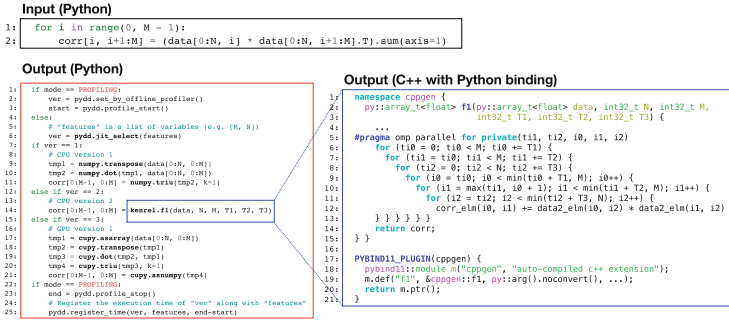 Input (Python)
1: for i in range(0, M - 1):
2: corr[i, i+1:M] = (data[0:N, i] * data[0:N, i+1:M].T).sum(axis=1)
Output (Python)
1: if mode == PROFILING:
2: ver = pydd.set_by_offline_profiler()
3: start = pydd.profile_start()
4: else:
5: # "features" is a list of variables (e.g. [M, N])
6: ver = pydd.jit_select(features)
7: if ver == 1:
8: # CPU version 1
9: tmp1 = numpy.transpose(data[0:N, 0:M])
10: tmp2 = numpy.dot(tmp1, data[0:N, 0:M])
11: corr[0:M-1, 0:M] = numpy.triu(tmp2, k=1)
12: else if ver == 2:
13: # CPU version 2
14: corr[0:M-1, 0:M] = kenrel.f1(data, N, M, T1, T2, T3)
15: else if ver == 3:
16: # GPU version 1
17: tmp1 = cupy.asarray(data[0:N, 0:M])
18: tmp2 = cupy.transpose(tmp1)
19: tmp3 = cupy.dot(tmp2, tmp1)
20: tmp4 = cupy.triu(tmp3, k=1)
21: corr[0:M-1, 0:M] = cupy.asnumpy(tmp4)
22: if mode == PROFILING:
23: end = pydd.profile_stop()
24: # Register the execution time of "ver" along with "features"
25: pydd.register_time(ver, features, end-start)
Output (C++ with Python binding)
1: namespace cppgen {
2: py::array_t<float> f1(py::array_t<float> data, int32_t N, int32_t M,
3: int32_t T1, int32_t T2, int32_t T3) {
4: ...
5: #pragma omp parallel for private(ti1, ti2, i0, i1, i2)
6: for (ti0 = 0; ti0 < M; ti0 += T1) {
7: for (ti1 = ti0; ti1 < M; ti1 += T2) {
8: for (ti2 = 0; ti2 < N; ti2 += T3) {
9: for (i0 = ti0; i0 < min(ti0 + T1, M); i0++) {
10: for (i1 = max(ti1, i0 + 1); i1 < min(ti1 + T2, M); i1++) {
11: for (i2 = ti2; i2 < min(ti2 + T3, N); i2++) {
12: corr_elm(i0, i1) += data2_elm(i0, i2) * data2_elm(i1, i2)
13: } } } } } }
14: return corr;
15: } }
17: PYBIND11_PLUGIN(cppgen) {
18: pybind11::module m("cppgen", "auto-compiled c++ extension");
19: m.def("f1", &cppgen::f1, py::arg().noconvert(), ...);
20: return m.ptr();
21: }